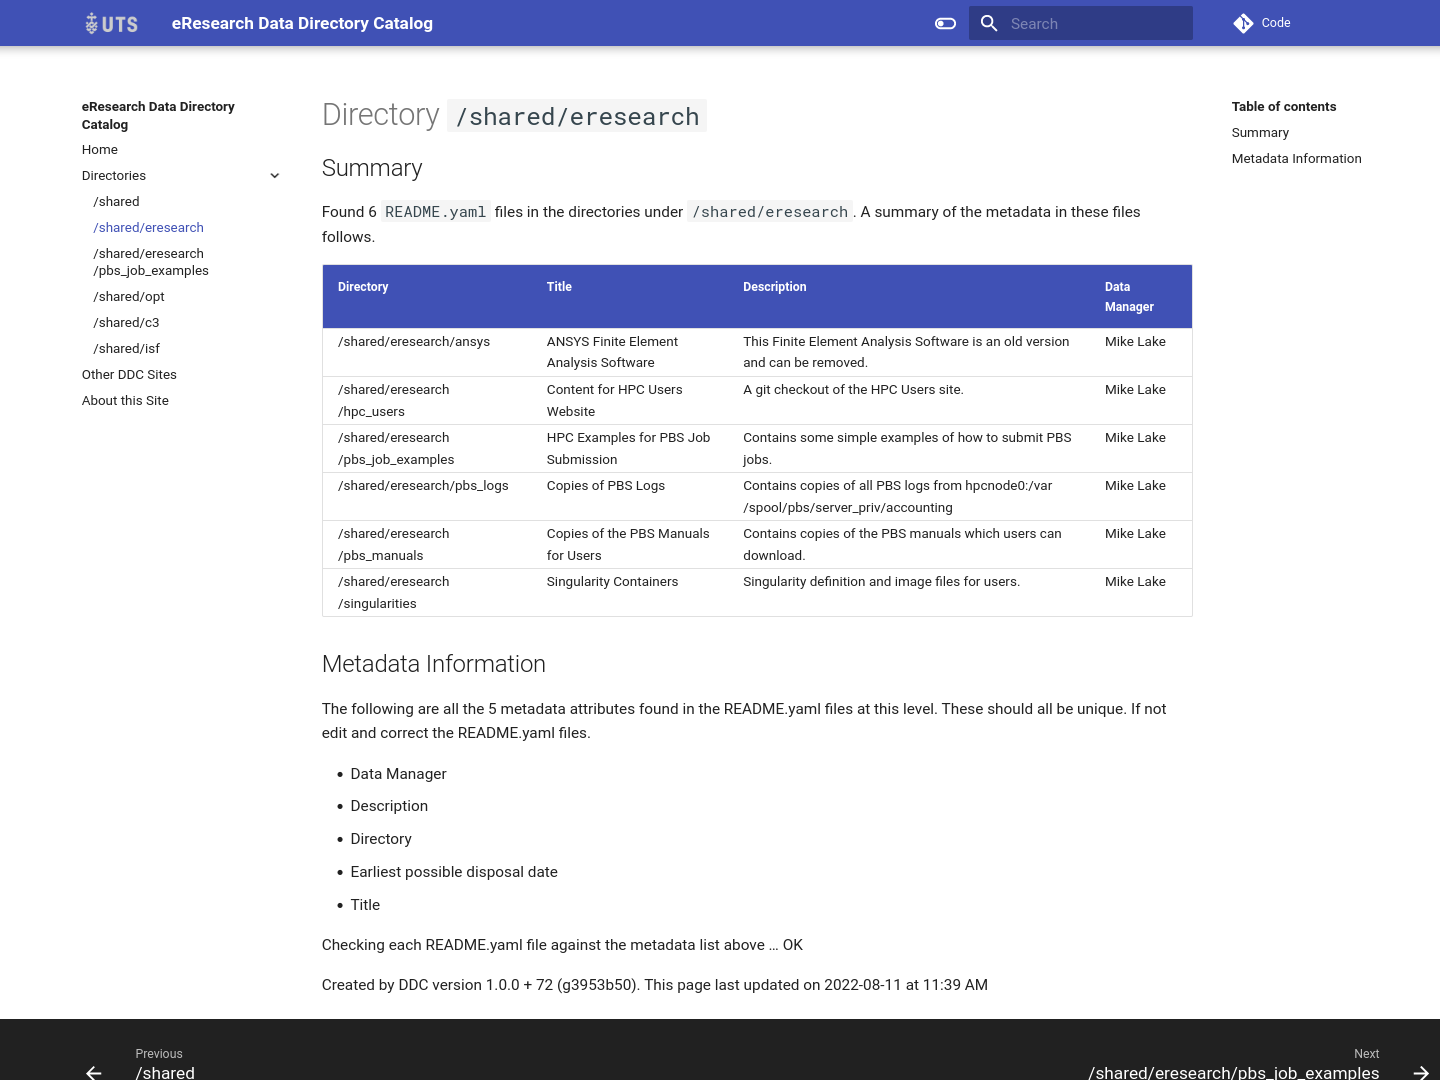 UTS
eResearch Data Directory Catalog
Search
Code
eResearch Data Directory
Catalog
Home
Directories
/shared
/shared/eresearch
/shared/eresearch
/pbs_job_examples
/shared/opt
/shared/c3
/shared/isf
Other DDC Sites
About this Site
Directory /shared/eresearch
Summary
Found 6 README.yaml files in the directories under /shared/eresearch. A summary of the metadata in these files
follows.
Directory Title Description Data
Manager
/shared/eresearch/ansys ANSYS Finite Element This Finite Element Analysis Software is an old version Mike Lake
Analysis Software and can be removed.
/shared/eresearch Content for HPC Users A git checkout of the HPC Users site. Mike Lake
/hpc_users Website
/shared/eresearch HPC Examples for PBS Job Contains some simple examples of how to submit PBS Mike Lake
/pbs_job_examples Submission jobs.
/shared/eresearch/pbs_logs Copies of PBS Logs Contains copies of all PBS logs from hpcnode0:/var Mike Lake
/spool/pbs/server_priv/accounting
/shared/eresearch Copies of the PBS Manuals Contains copies of the PBS manuals which users can Mike Lake
/pbs_manuals for Users download.
/shared/eresearch Singularity Containers Singularity definition and image files for users. Mike Lake
/singularities
Metadata Information
The following are all the 5 metadata attributes found in the README.yaml files at this level. These should all be unique. If not
edit and correct the README.yaml files.
• Data Manager
• Description
• Directory
• Earliest possible disposal date
• Title
Checking each README.yaml file against the metadata list above … OK
Created by DDC version 1.0.0 + 72 (g3953b50). This page last updated on 2022-08-11 at 11:39 AM
Table of contents
Summary
Metadata Information
Previous
/shared
Next
/shared/eresearch/pbs_job_examples